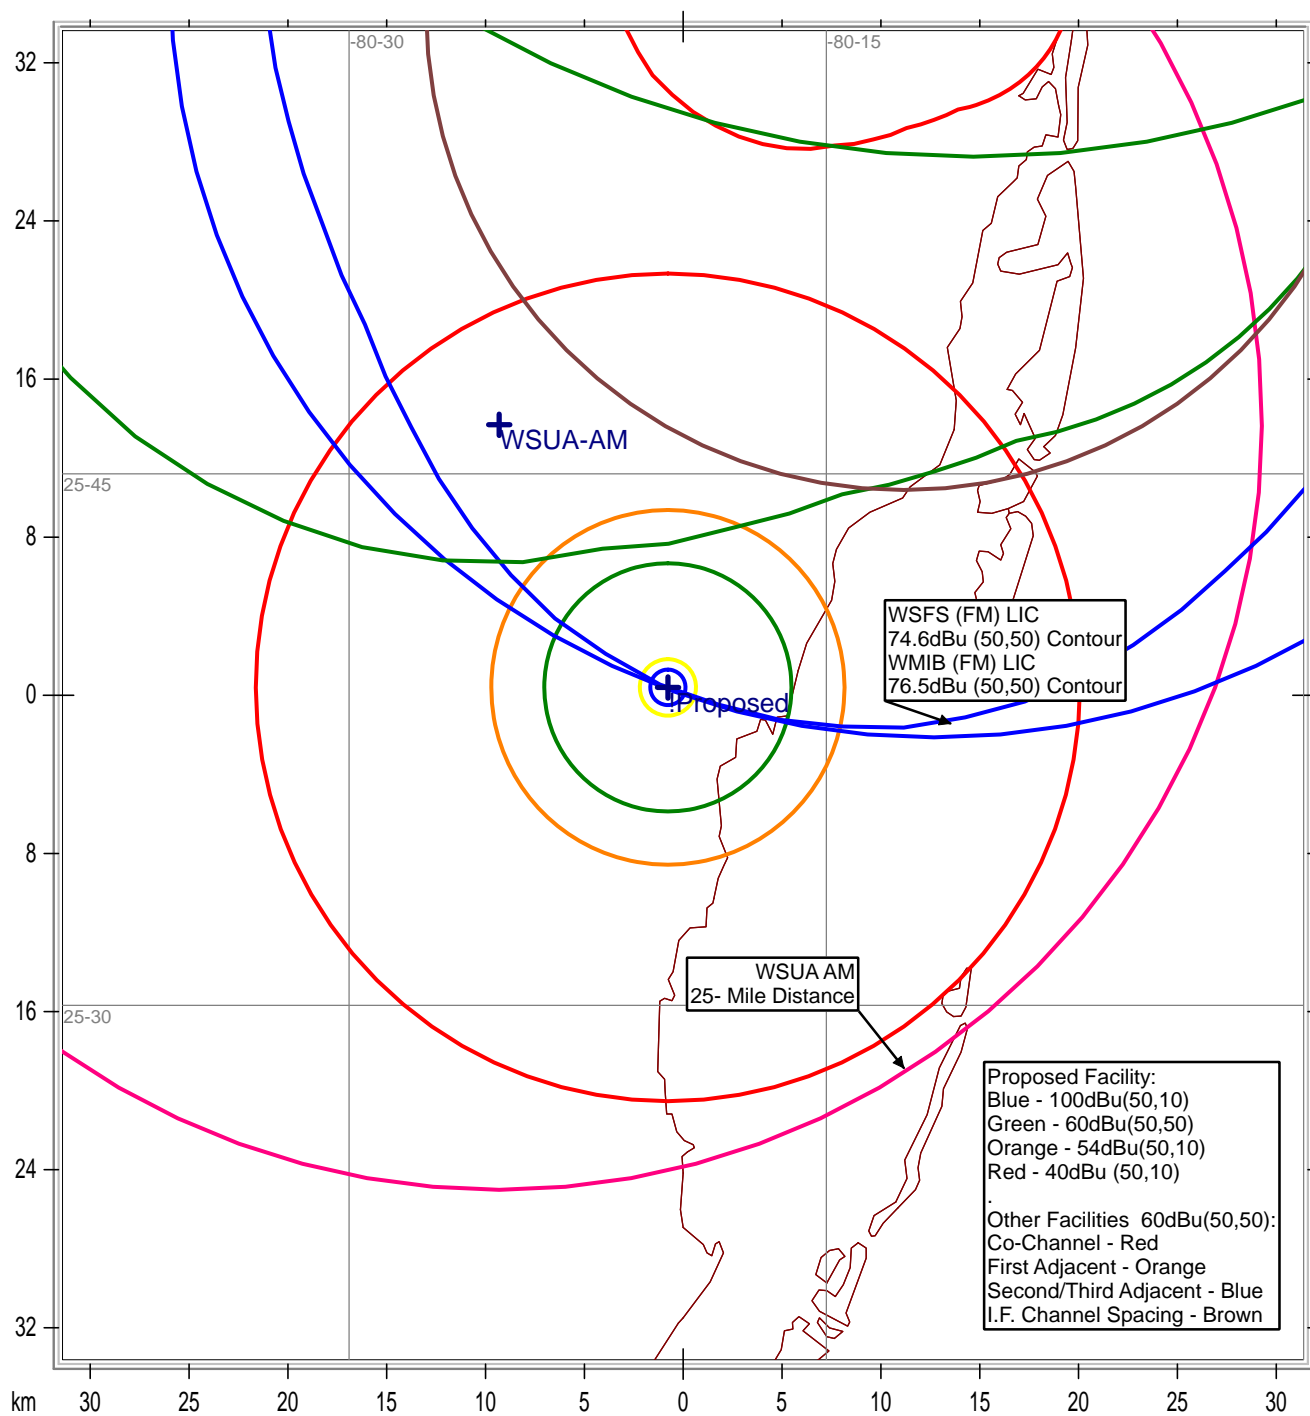 -80-30
-80-15
32
24
WSUA-AM
16
25-45
8
WSFS (FM) LIC
74.6dBu (50,50) Contour
WMIB (FM) LIC
76.5dBu (50,50) Contour
!.Proposed
0
8
WSUA AM
25- Mile Distance
16
25-30
Proposed Facility:
Blue - 100dBu(50,10)
Green - 60dBu(50,50)
Orange - 54dBu(50,10)
Red - 40dBu (50,10)
.
Other Facilities  60dBu(50,50):
Co-Channel - Red
First Adjacent - Orange
Second/Third Adjacent - Blue
I.F. Channel Spacing - Brown
24
32
km 30 20 10 5 0 5 10 15 20 25 30